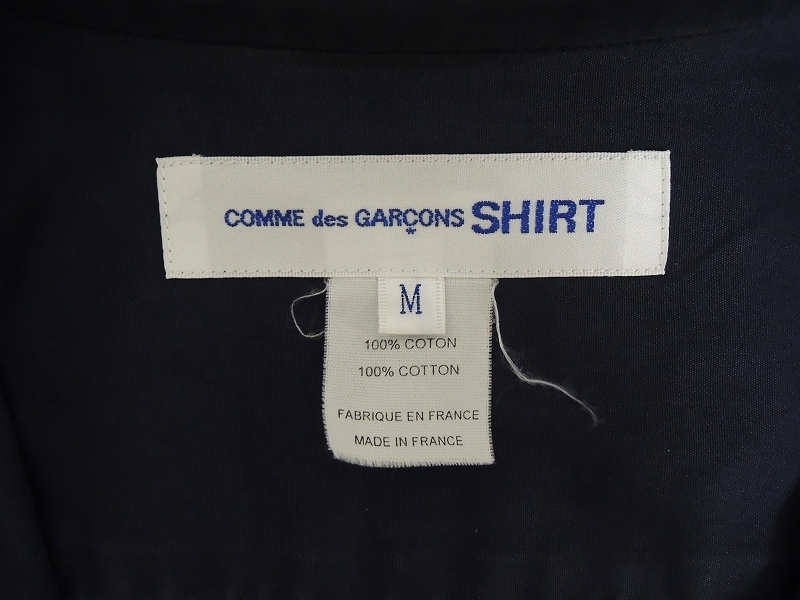 COMME des GARÇONS SHIRT
M
100% COTON
100% COTTON
FABRIQUE EN FRANCE
MADE IN FRANCE